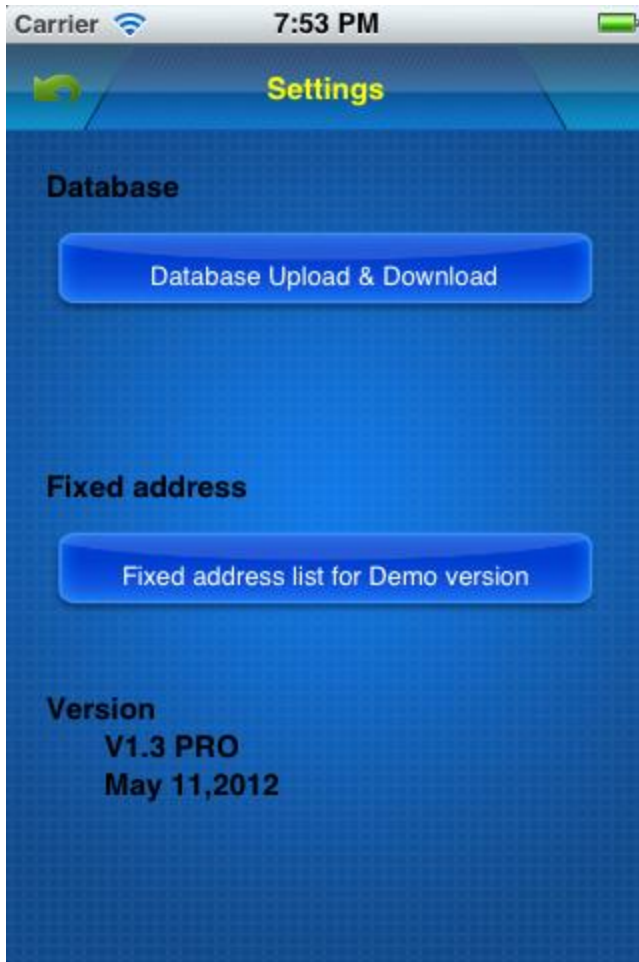 Carrier 7:53 PM
Settings
Database
Database Upload & Download
Fixed address
Fixed address list for Demo version
Version
V1.3 PRO
May 11,2012